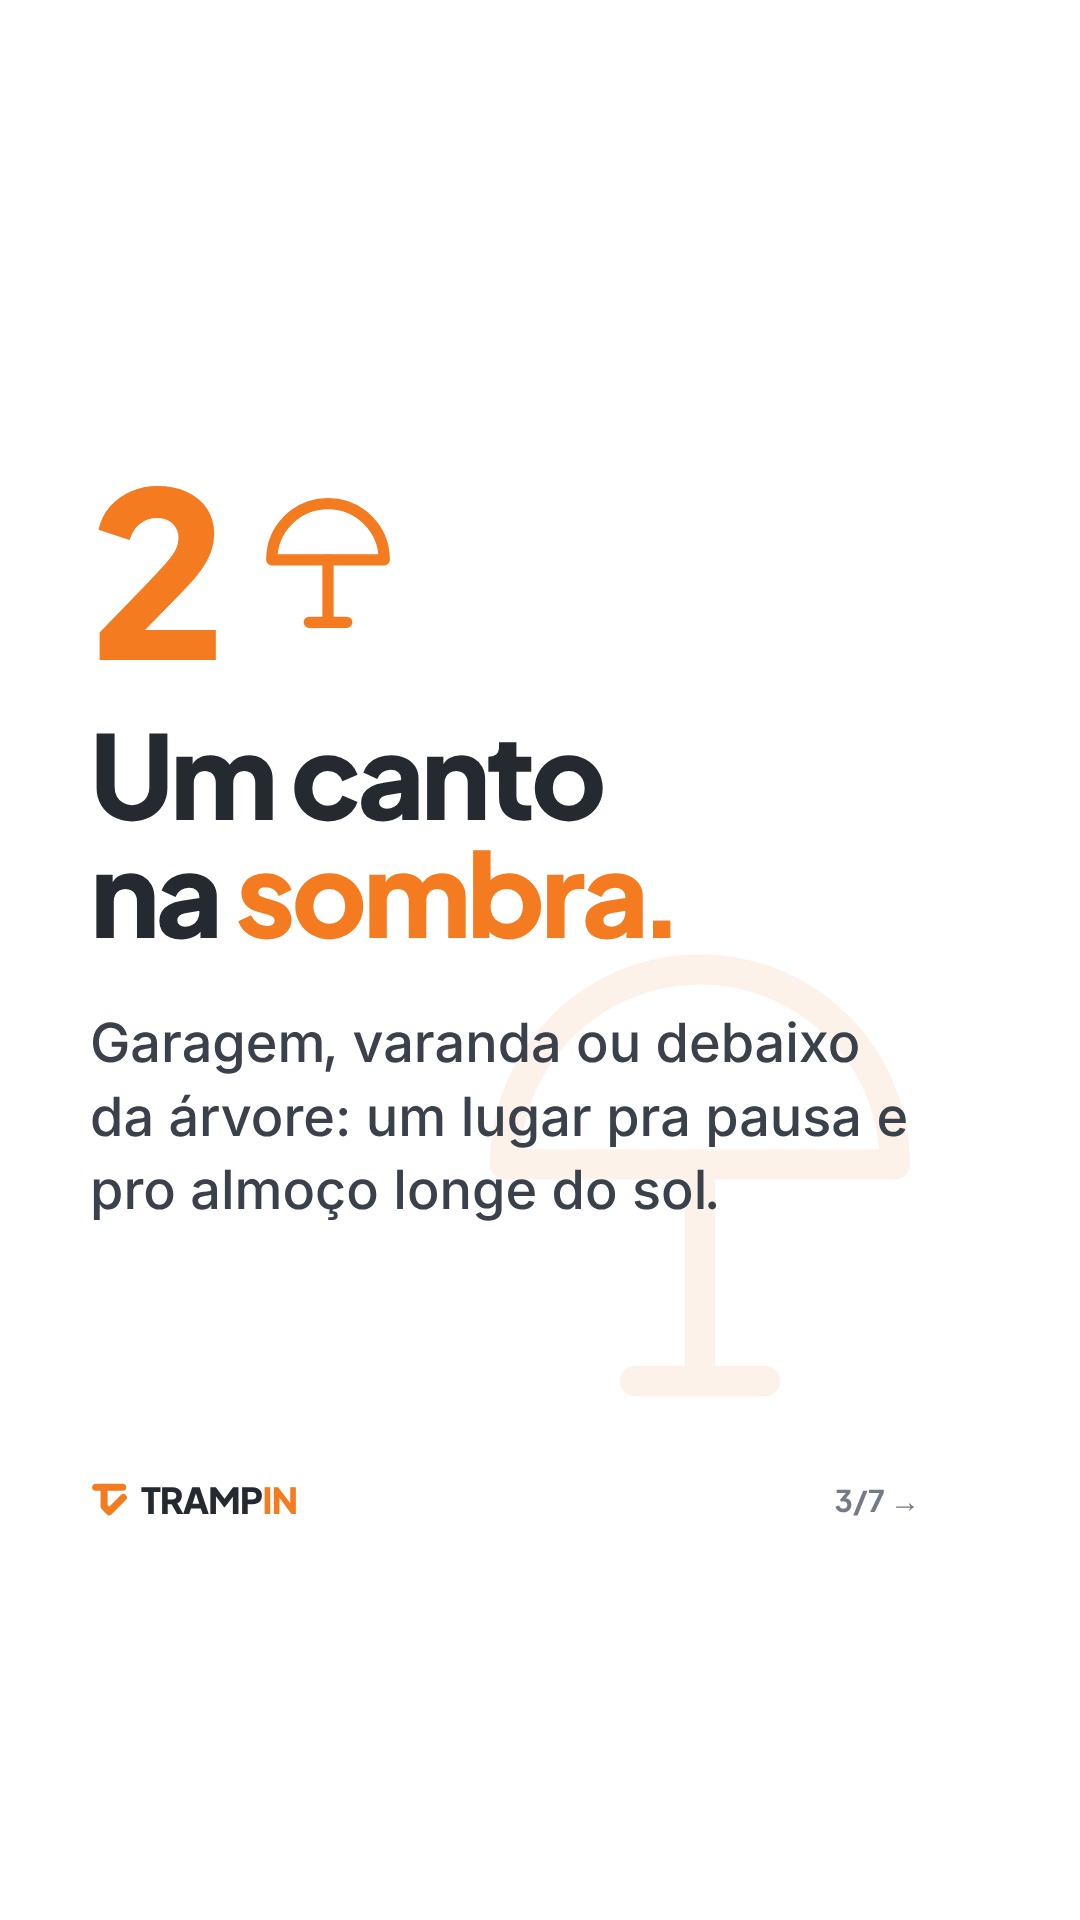 2
Um canto
na sombra.
Garagem, varanda ou debaixo
da árvore: um lugar pra pausa e
pro almoço longe do sol.
TRAMPIN
3/7 →